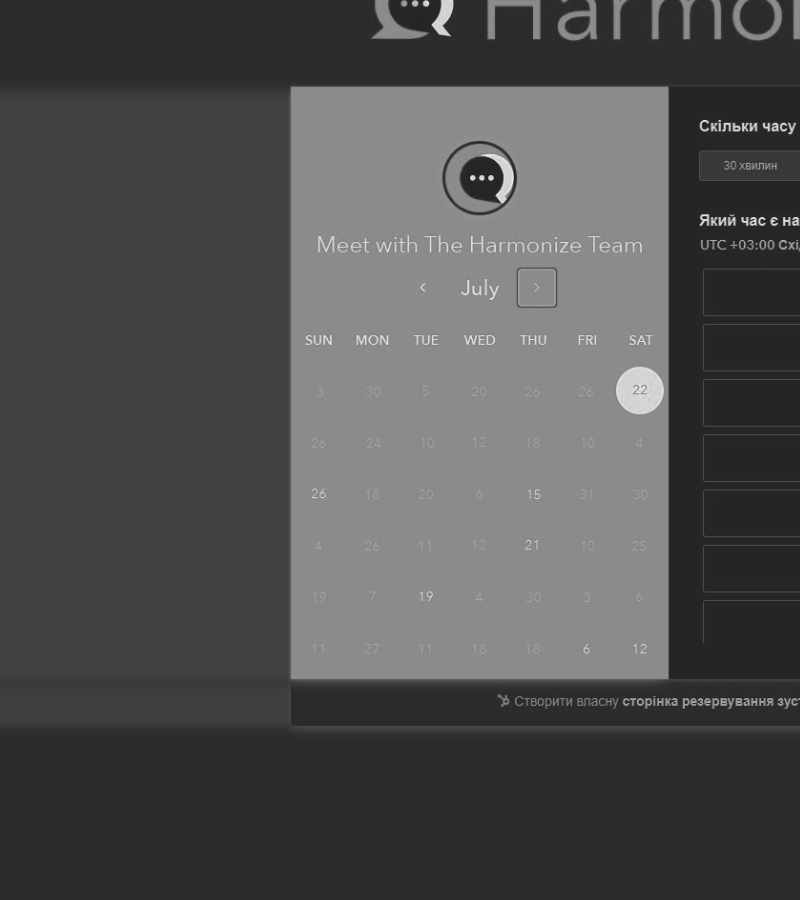 Harmon
Meet with The Harmonize Team
July
SUN MON TUE WED THU FRI SAT
3 30 5 20 26 26 22
26 24 10 12 18 10 4
26 18 20 6 15 31 30
4 26 11 12 21 10 25
19 7 19 4 30 3 6
11 27 11 18 18 6 12
Скільки часу
30 хвилин
Який час є на
UTC +03:00 Схі
Створити власну сторінка резервування зуст